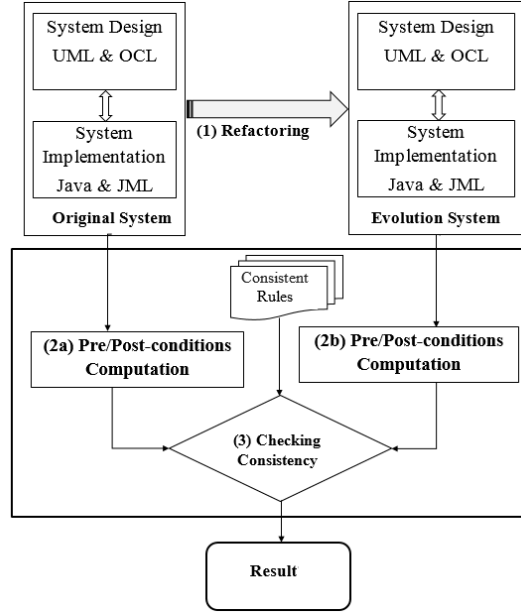 System Design
UML & OCL
System
Implementation
Java & JML
Original System
(1) Refactoring
System Design
UML & OCL
System
Implementation
Java & JML
Evolution System
Consistent
Rules
(2a) Pre/Post-conditions
Computation
(2b) Pre/Post-conditions
Computation
(3) Checking
Consistency
Result